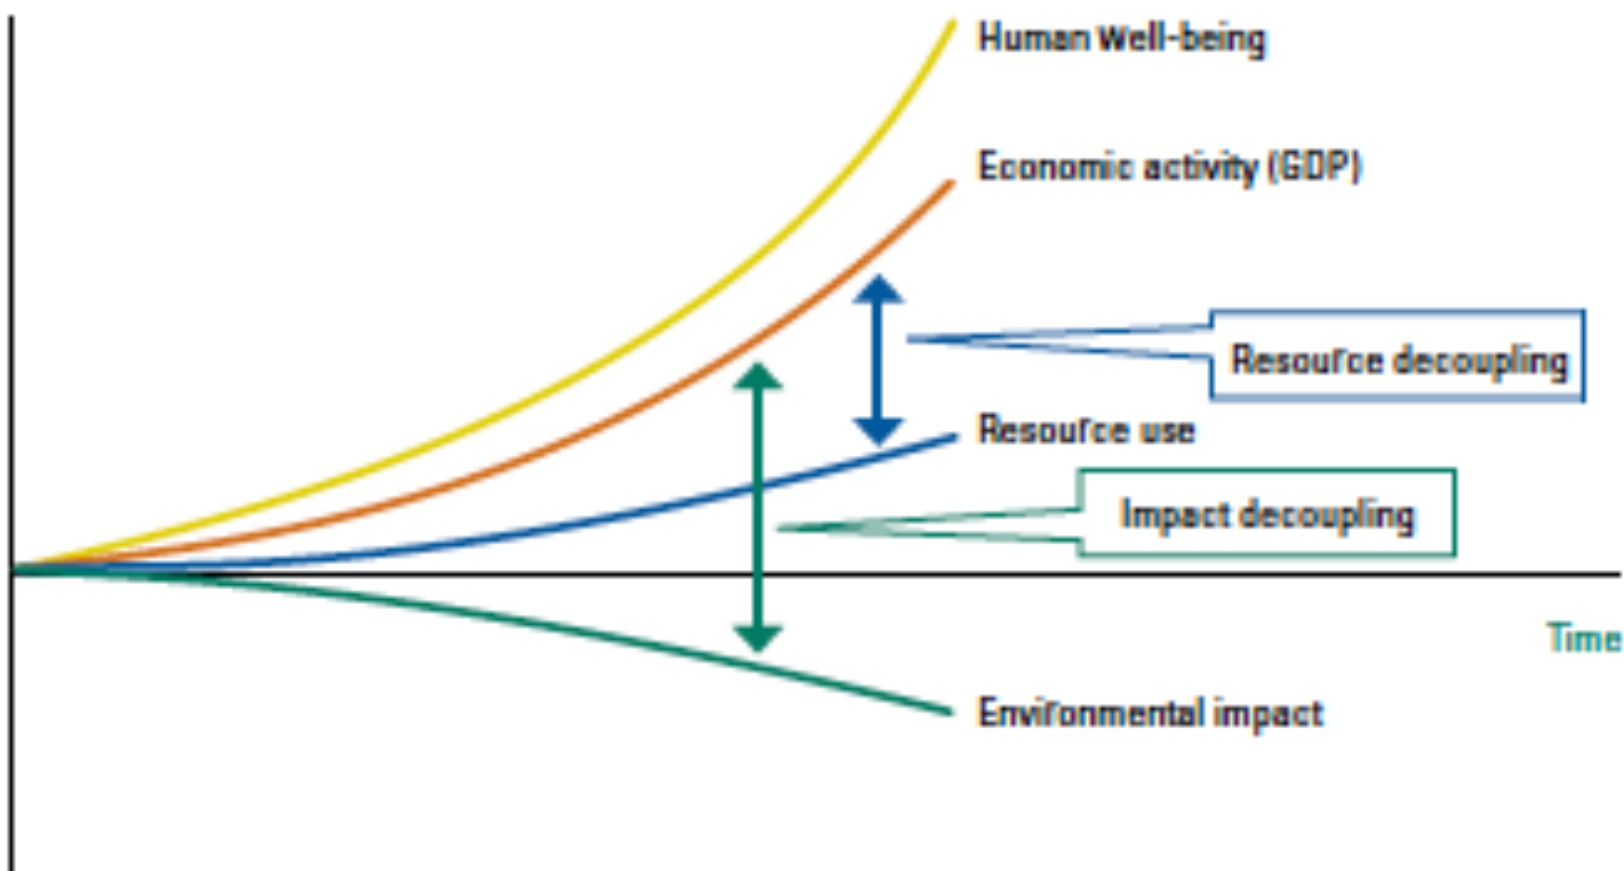 Human Well-being
Economic activity (GDP)
Resource decoupling
Resource use
Impact decoupling
Time
Environmental impact